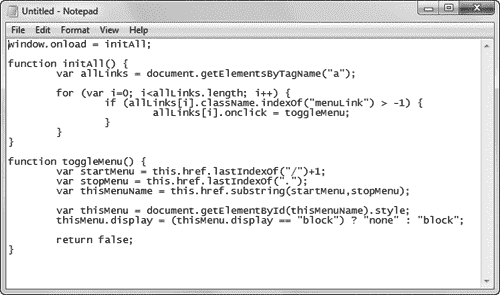 Untitled - Notepad
File Edit Format View Help
window.onload = initAll;

function initAll() {
        var allLinks = document.getElementsByTagName("a");

        for (var i=0; i<allLinks.length; i++) {
                if (allLinks[i].className.indexOf("menuLink") > -1) {
                        allLinks[i].onclick = toggleMenu;
                }
        }
}

function toggleMenu() {
        var startMenu = this.href.lastIndexOf("/")+1;
        var stopMenu = this.href.lastIndexOf(".");
        var thisMenuName = this.href.substring(startMenu,stopMenu);

        var thisMenu = document.getElementById(thisMenuName).style;
        thisMenu.display = (thisMenu.display == "block") ? "none" : "block";

        return false;
}